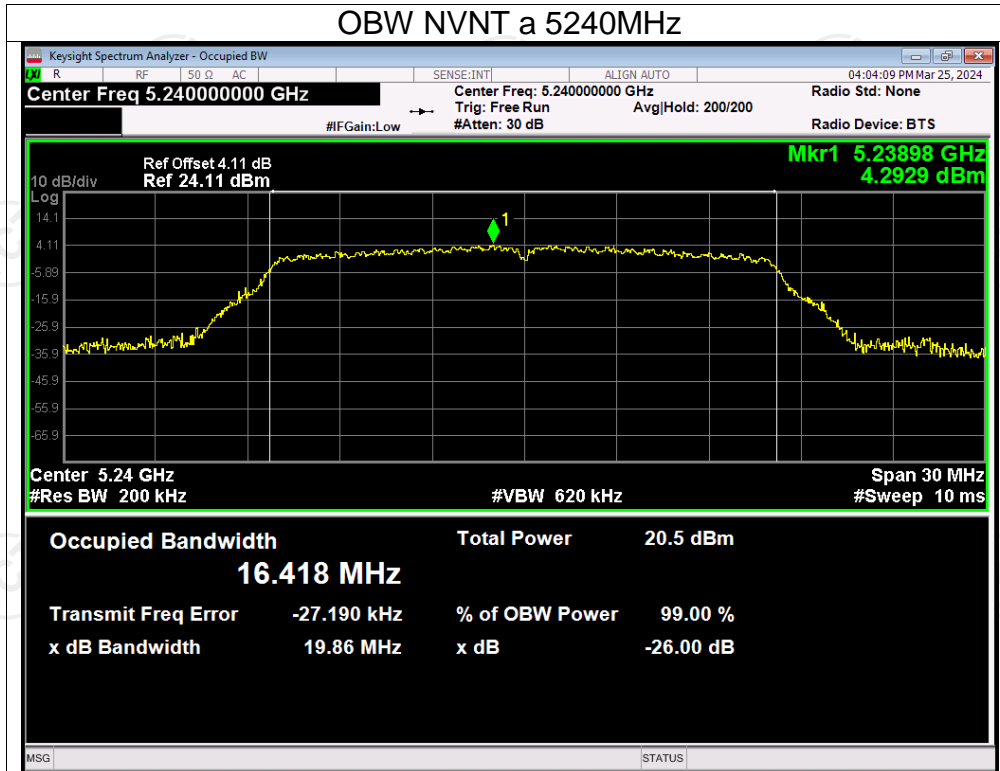 OBW NVNT a 5240MHz
Keysight Spectrum Analyzer - Occupied BW
LXI R RF 50 Ω AC SENSE:INT ALIGN AUTO 04:04:09 PM Mar 25, 2024
Center Freq 5.240000000 GHz Center Freq: 5.240000000 GHz Radio Std: None
Trig: Free Run Avg|Hold: 200/200
#IFGain:Low #Atten: 30 dB Radio Device: BTS
Mkr1 5.23898 GHz
Ref Offset 4.11 dB
10 dB/div Ref 24.11 dBm 4.2929 dBm
Log
14.1
1
4.11
-5.89
-15.9
-25.9
-35.9
-45.9
-55.9
-65.9
Center 5.24 GHz Span 30 MHz
#Res BW 200 kHz #VBW 620 kHz #Sweep 10 ms
Occupied Bandwidth Total Power 20.5 dBm
16.418 MHz
Transmit Freq Error -27.190 kHz % of OBW Power 99.00 %
x dB Bandwidth 19.86 MHz x dB -26.00 dB
MSG STATUS